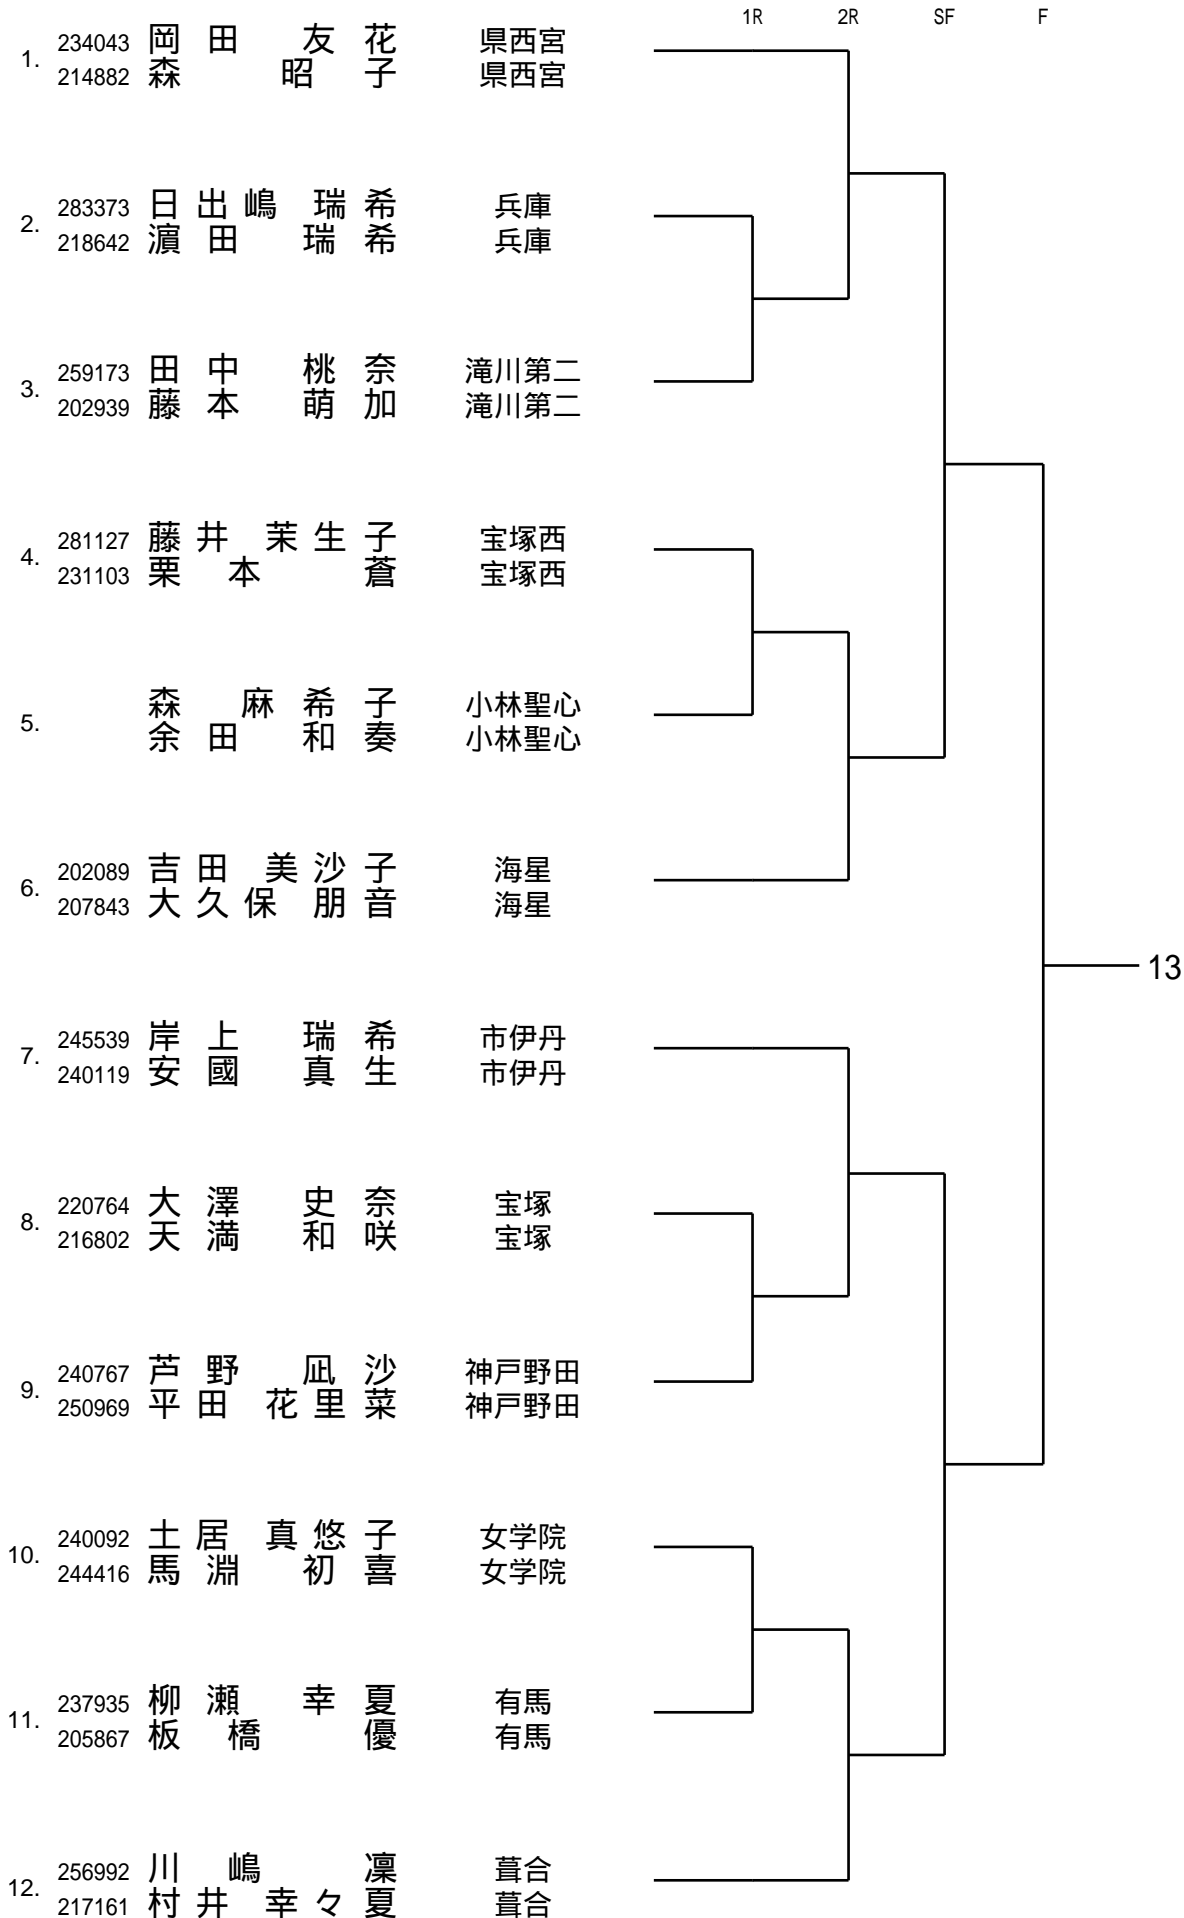 1R 2R SF F
1. 234043 岡田 友花 県西宮
214882 森 昭子 県西宮
2. 283373 日出嶋 瑞希 兵庫
218642 濵田 瑞希 兵庫
3. 259173 田中 桃奈 滝川第二
202939 藤本 萌加 滝川第二
4. 281127 藤井 茉生子 宝塚西
231103 栗本 蒼 宝塚西
5. 森 麻希子 小林聖心
余田 和奏 小林聖心
6. 202089 吉田 美沙子 海星
207843 大久保 朋音 海星
13
7. 245539 岸上 瑞希 市伊丹
240119 安國 真生 市伊丹
8. 220764 大澤 史奈 宝塚
216802 天満 和咲 宝塚
9. 240767 芦野 凪沙 神戸野田
250969 平田 花里菜 神戸野田
10. 240092 土居 真悠子 女学院
244416 馬淵 初喜 女学院
11. 237935 柳瀬 幸夏 有馬
205867 板橋 優 有馬
12. 256992 川嶋 凜 葺合
217161 村井 幸々夏 葺合